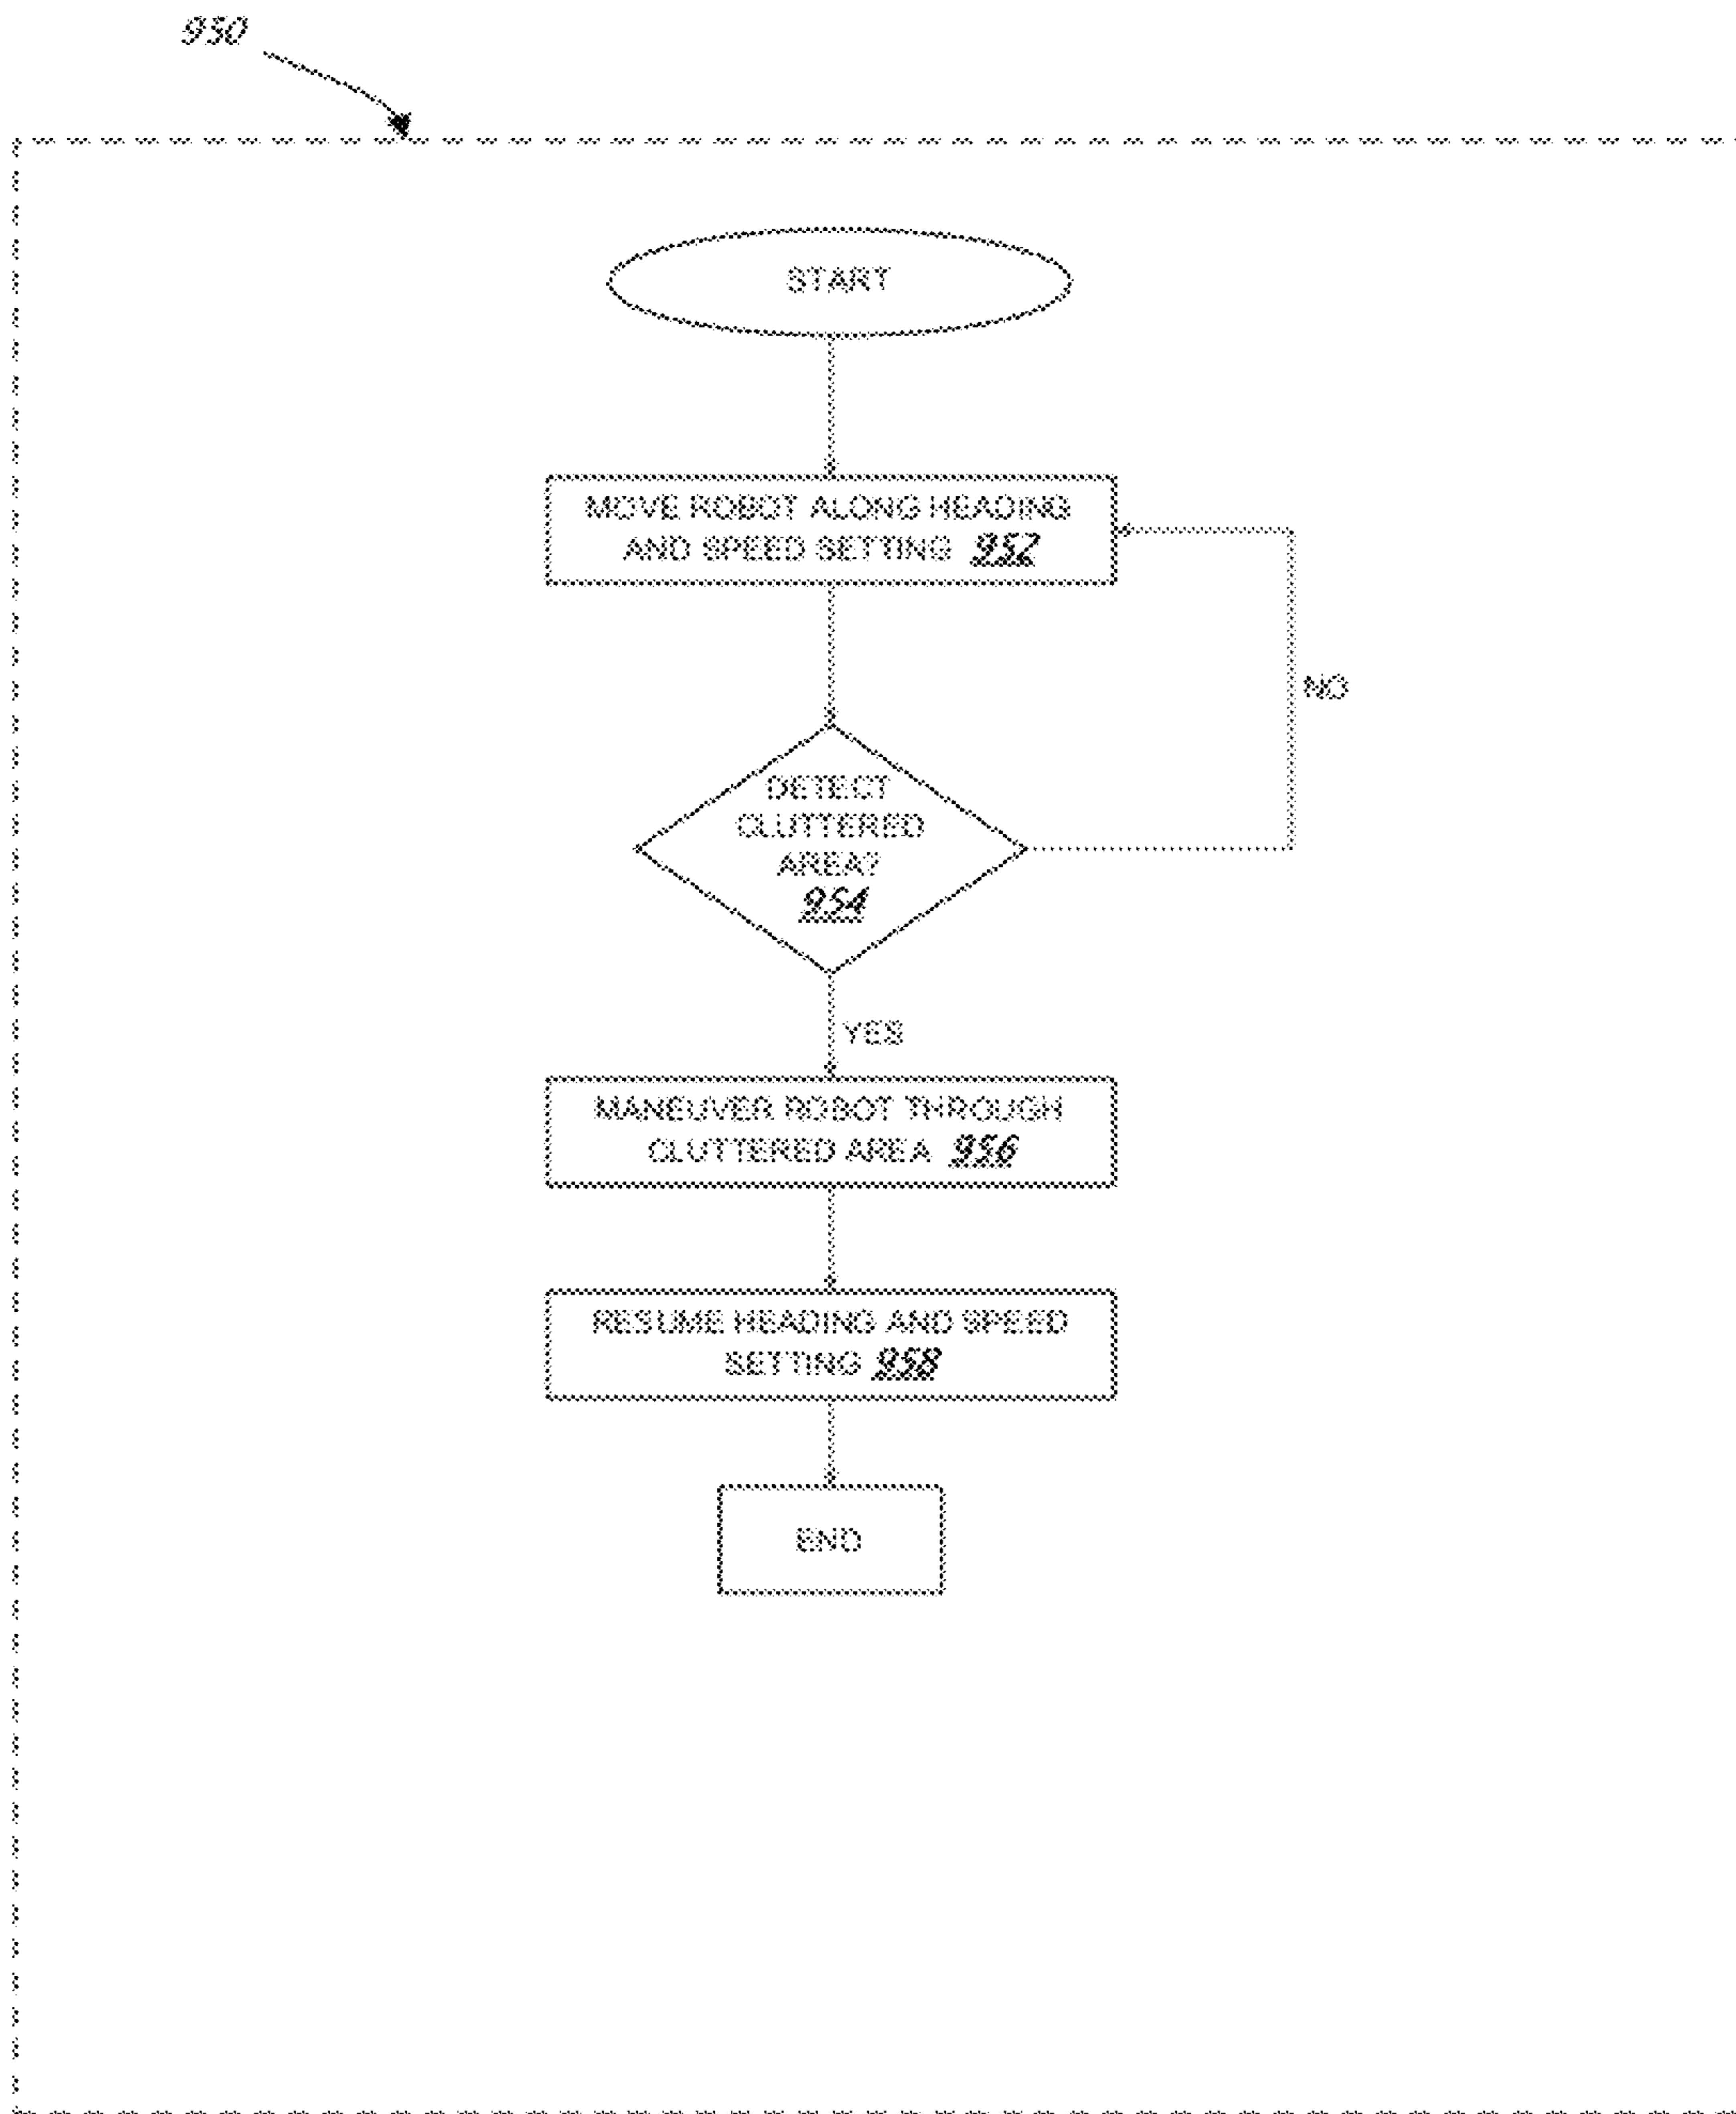 950
START
MOVE ROBOT ALONG HEADING
AND SPEED SETTING 952
NO
DETECT
CLUTTERED
AREA?
954
YES
MANEUVER ROBOT THROUGH
CLUTTERED AREA 956
RESUME HEADING AND SPEED
SETTING 958
END